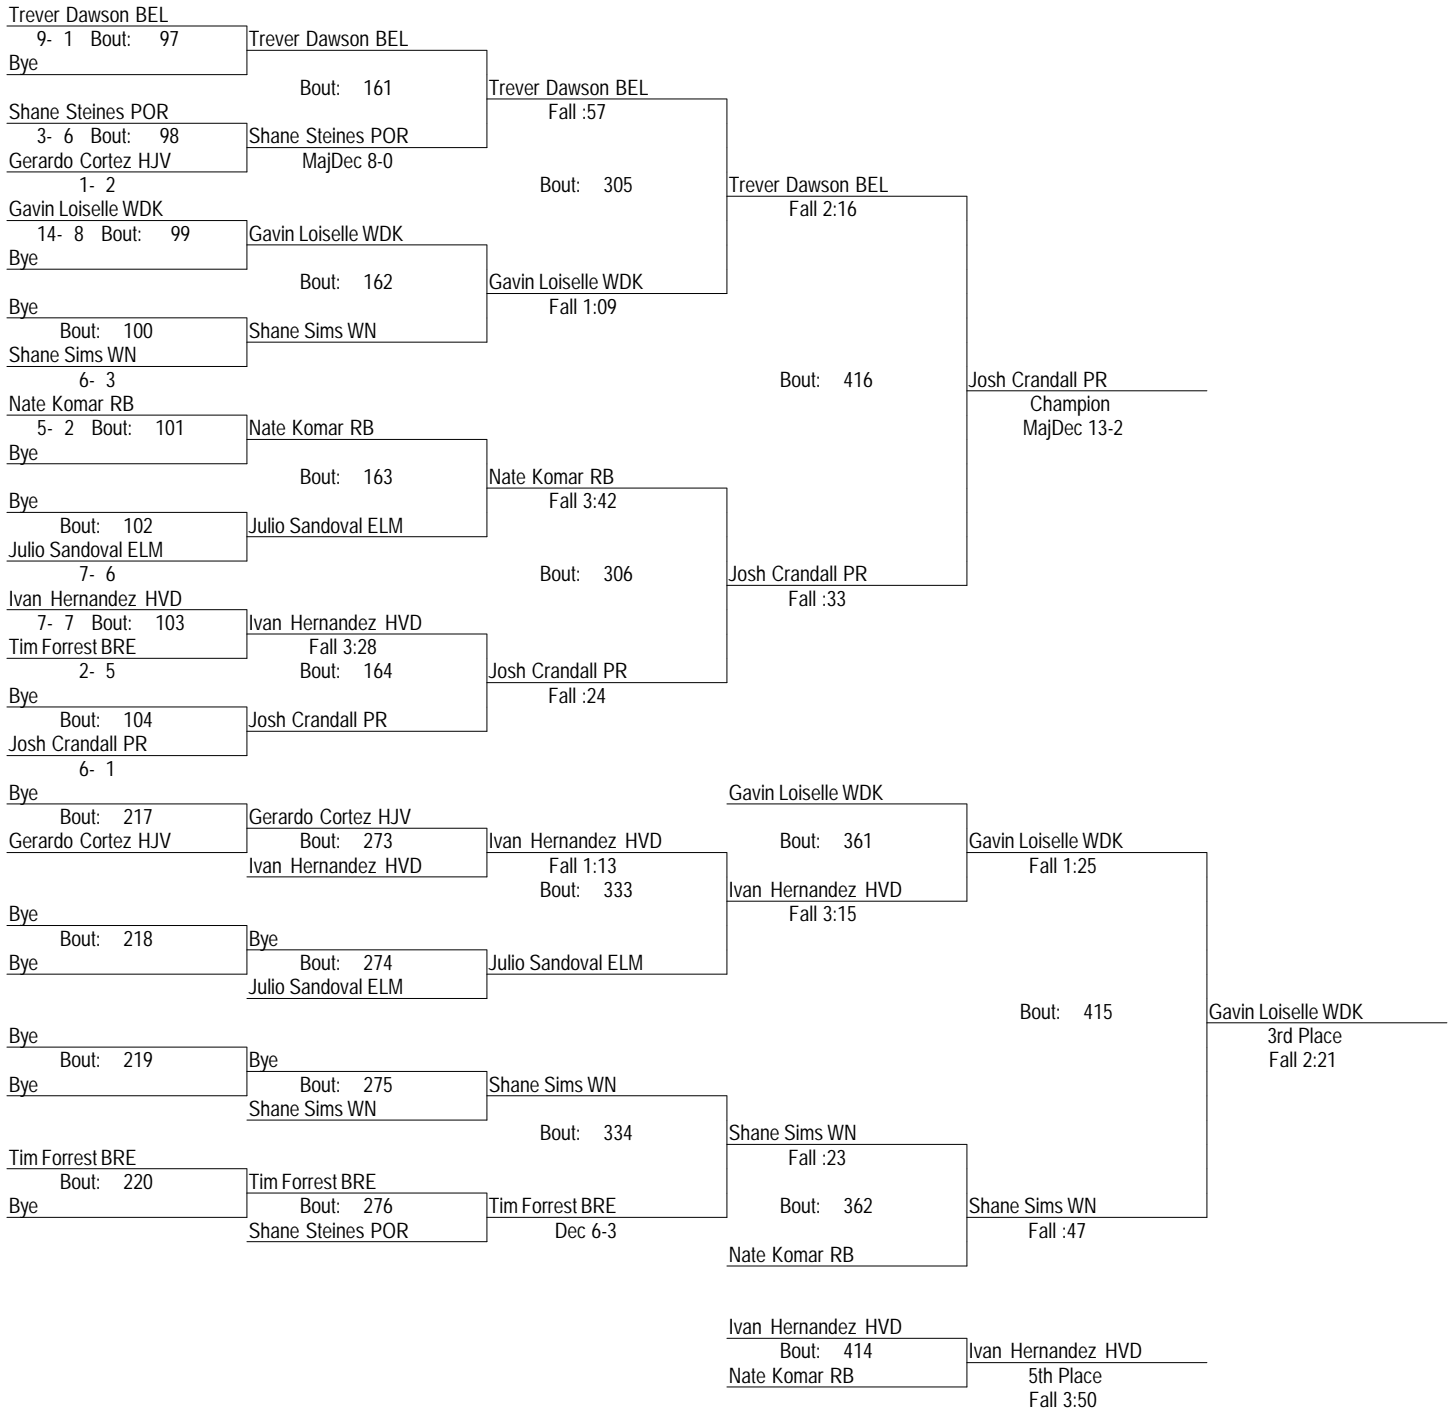 Trever Dawson BEL
9- 1 Bout: 97
Trever Dawson BEL
Bye
Bout: 161
Trever Dawson BEL
Shane Steines POR
Fall :57
3- 6 Bout: 98
Shane Steines POR
Gerardo Cortez HJV
MajDec 8-0
1- 2
Bout: 305
Trever Dawson BEL
Gavin Loiselle WDK
Fall 2:16
14- 8 Bout: 99
Gavin Loiselle WDK
Bye
Bout: 162
Gavin Loiselle WDK
Bye
Fall 1:09
Bout: 100
Shane Sims WN
Shane Sims WN
6- 3
Bout: 416
Josh Crandall PR
Nate Komar RB
Champion
5- 2 Bout: 101
Nate Komar RB
MajDec 13-2
Bye
Bout: 163
Nate Komar RB
Bye
Fall 3:42
Bout: 102
Julio Sandoval ELM
Julio Sandoval ELM
7- 6
Bout: 306
Josh Crandall PR
Ivan Hernandez HVD
Fall :33
7- 7 Bout: 103
Ivan Hernandez HVD
Tim Forrest BRE
Fall 3:28
2- 5
Bout: 164
Josh Crandall PR
Bye
Fall :24
Bout: 104
Josh Crandall PR
Josh Crandall PR
6- 1
Bye
Gavin Loiselle WDK
Bout: 217
Gerardo Cortez HJV
Gerardo Cortez HJV
Bout: 273
Ivan Hernandez HVD
Bout: 361
Gavin Loiselle WDK
Ivan Hernandez HVD
Fall 1:13
Fall 1:25
Bout: 333
Ivan Hernandez HVD
Bye
Fall 3:15
Bout: 218
Bye
Bye
Bout: 274
Julio Sandoval ELM
Julio Sandoval ELM
Bout: 415
Gavin Loiselle WDK
Bye
3rd Place
Bout: 219
Bye
Fall 2:21
Bye
Bout: 275
Shane Sims WN
Shane Sims WN
Bout: 334
Shane Sims WN
Tim Forrest BRE
Fall :23
Bout: 220
Tim Forrest BRE
Bye
Bout: 276
Tim Forrest BRE
Bout: 362
Shane Sims WN
Shane Steines POR
Dec 6-3
Fall :47
Nate Komar RB
Ivan Hernandez HVD
Bout: 414
Ivan Hernandez HVD
Nate Komar RB
5th Place
Fall 3:50